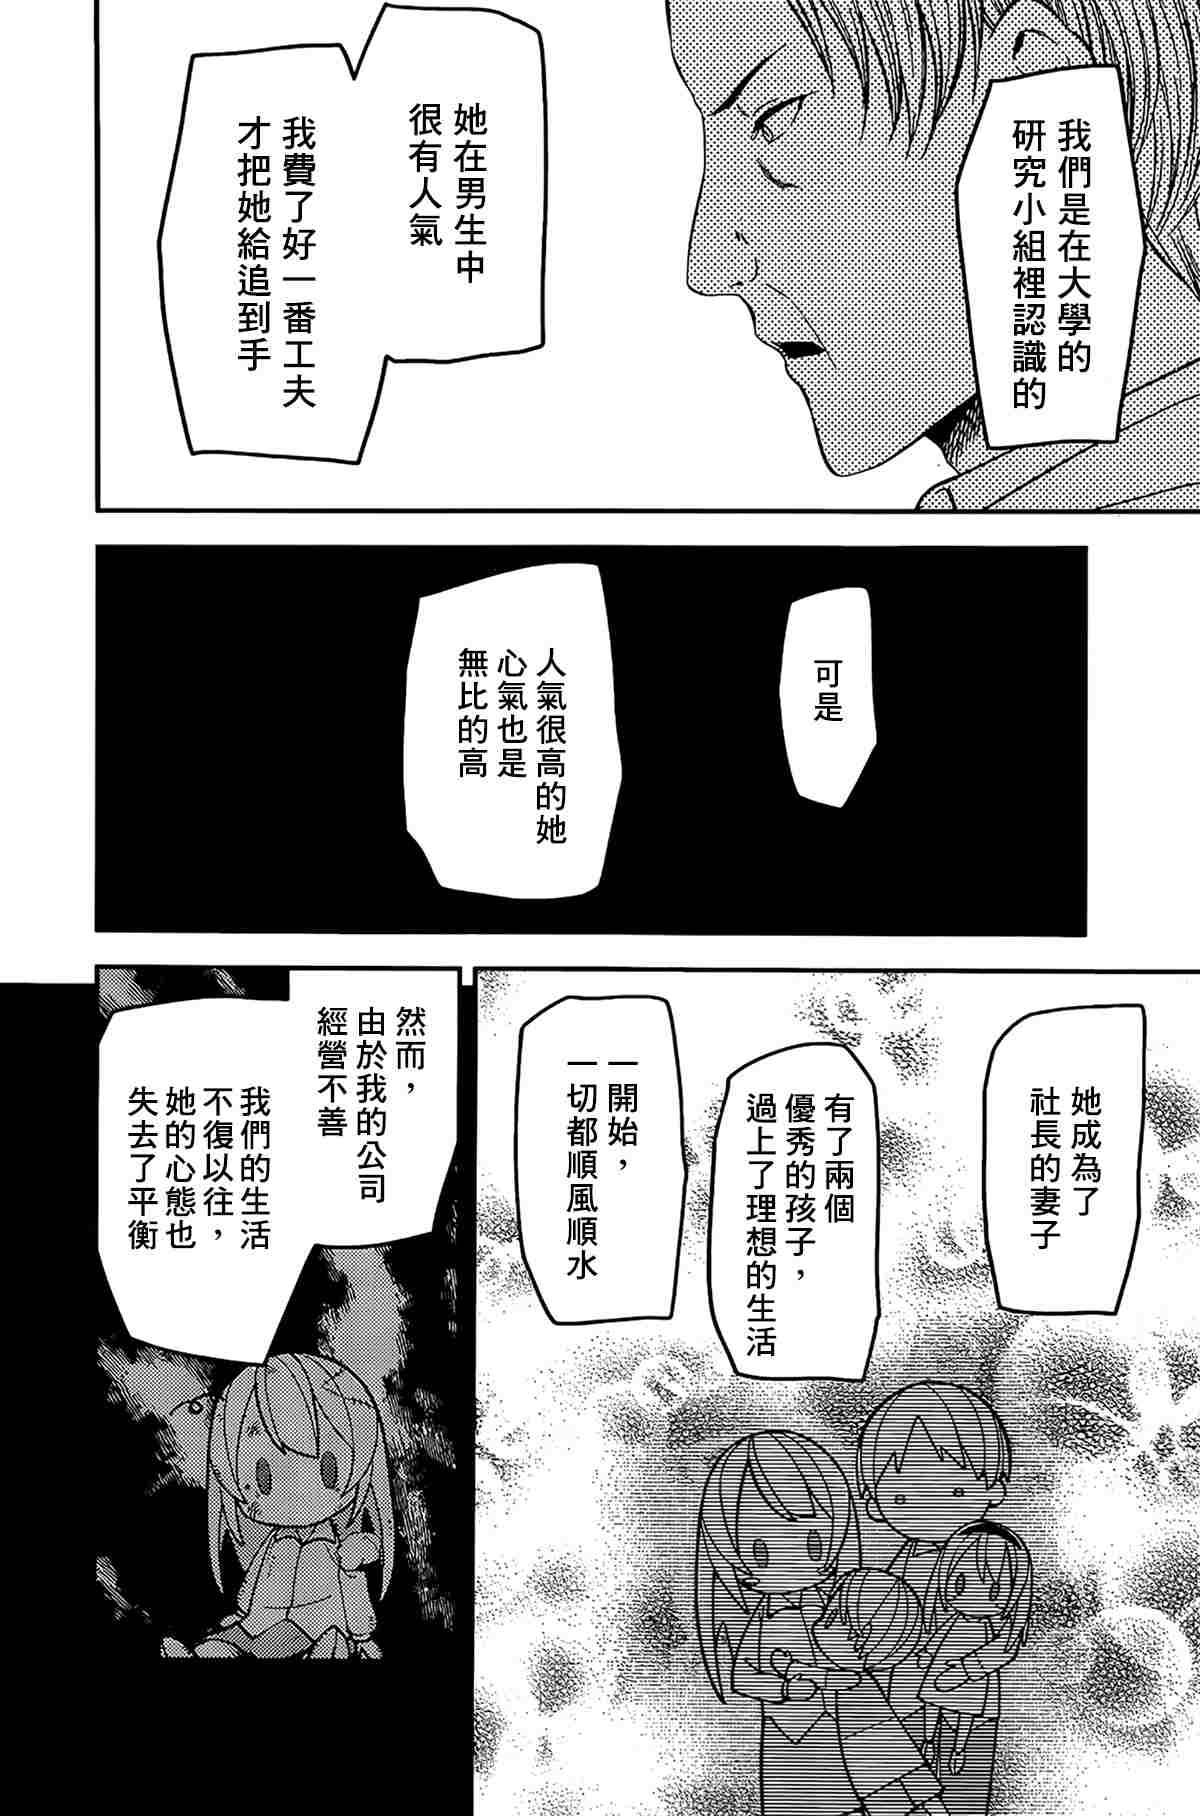 我們是在大學的
研究小組裡認識的
她在男生中
很有人氣
我費了好一番工夫
才把她給追到手
可是
人氣很高的她
心氣也是
無比的高
她成為了
社長的妻子
有了兩個
優秀的孩子，
過上了理想的生活
一開始，
一切都順風順水
然而，
由於我的公司
經營不善
我們的生活
不復以往，
她的心態也
失去了平衡